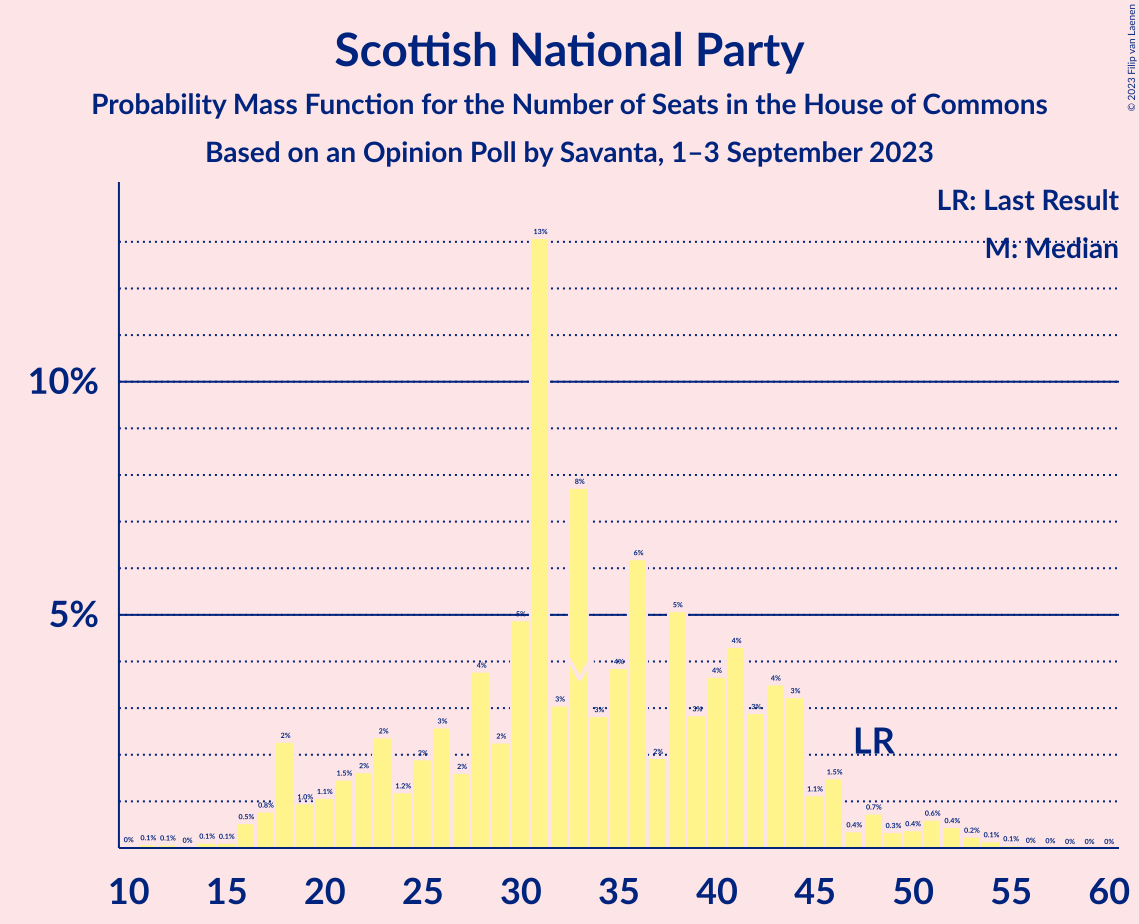 Scottish National Party
Probability Mass Function for the Number of Seats in the House of Commons
Based on an Opinion Poll by Savanta, 1–3 September 2023
© 2023 Filip van Laenen
LR: Last Result
M: Median
10%
5%
0% 0.1% 0.1% 0% 0.1% 0.1% 0.5% 0.8% 2% 1.0% 1.1% 1.5% 2% 2% 1.2% 2% 3% 2% 4% 2% 5% 13% 3% 8% 3% 4% 6% 2% 5% 3% 4% 4% 3% 4% 3% 1.1% 1.5% 0.4% 0.7% 0.3% 0.4% 0.6% 0.4% 0.2% 0.1% 0.1% 0% 0% 0% 0% 0%
LR
10 15 20 25 30 35 40 45 50 55 60